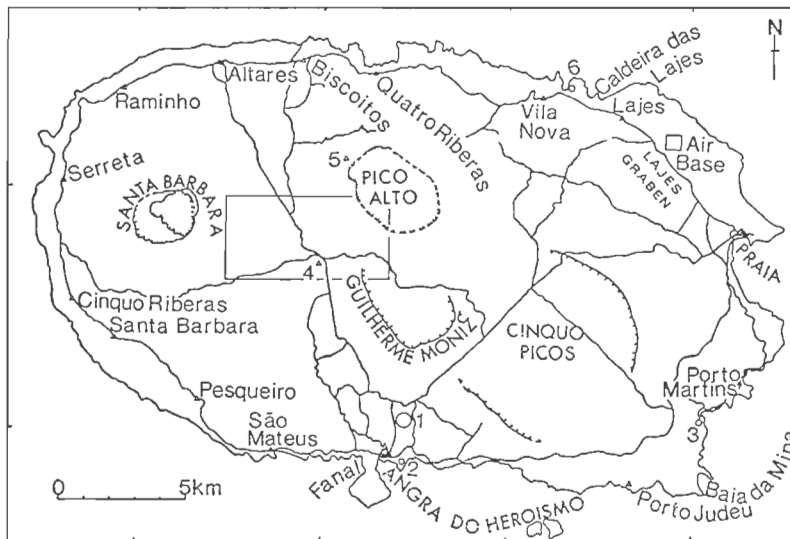 N
6
Caldeira das
Lajes
Altares
Biscoitos
Quatro Riberas
Raminho
Vila
Nova
Lajes
Air
Base
LAJES
GRABEN
5
PICO
ALTO
Serreta
SANTA BARBARA
PRAIA
4
Cinquo Riberas
Santa Barbara
GUILHERME MONIZ
CINQUO
PICOS
Porto
Martins
Pesqueiro
São
Mateus
1
3
0
5km
Fanal
2
ANGRA DO HEROISMO
Porto Judeu
Baia da Mina